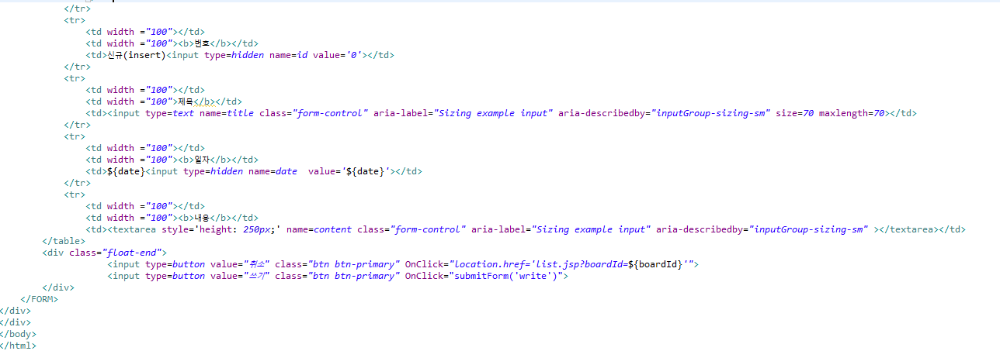 </tr>
<tr>
<td width ="100"></td>
<td width ="100"><b>번호</b></td>
<td>신규(insert)<input type=hidden name=id value='0'></td>
</tr>
<tr>
<td width ="100"></td>
<td width ="100">제목</b></td>
<td><input type=text name=title class="form-control" aria-label="Sizing example input" aria-describedby="inputGroup-sizing-sm" size=70 maxlength=70></td>
</tr>
<tr>
<td width ="100"></td>
<td width ="100"><b>일자</b></td>
<td>${date}<input type=hidden name=date  value='${date}'></td>
</tr>
<tr>
<td width ="100"></td>
<td width ="100"><b>내용</b></td>
<td><textarea style='height: 250px;' name=content class="form-control" aria-label="Sizing example input" aria-describedby="inputGroup-sizing-sm" ></textarea></td>
</table>
<div class="float-end">
<input type=button value="취소" class="btn btn-primary" OnClick="location.href='list.jsp?boardId=${boardId}'">
<input type=button value="쓰기" class="btn btn-primary" OnClick="submitForm('write')">
</div>
</FORM>
</div>
</div>
</body>
</html>